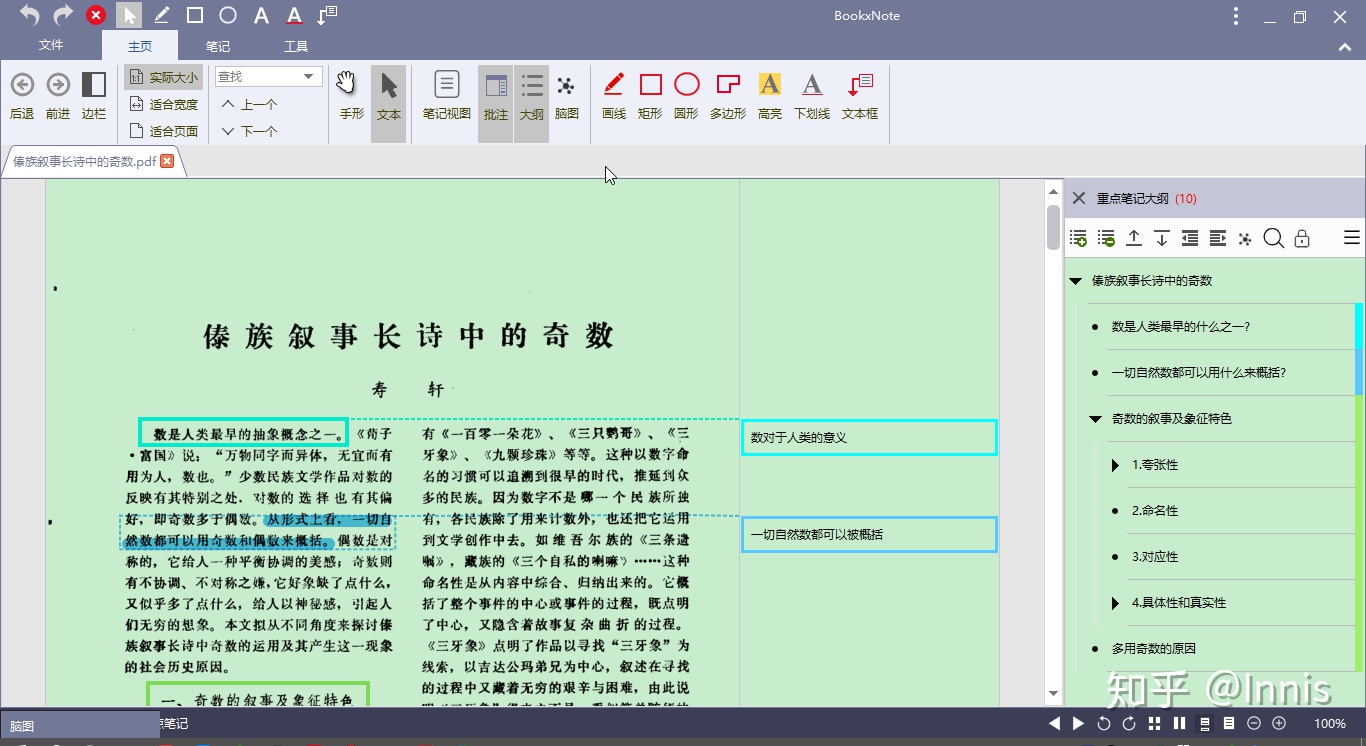 BookxNote
文件 主页 笔记 工具
后退 前进 边栏
实际大小
适合宽度
适合页面
查找
上一个
下一个
手形 文本 笔记视图 批注 大纲 脑图 画线 矩形 圆形 多边形 高亮 下划线 文本框
傣族叙事长诗中的奇数.pdf
傣族叙事长诗中的奇数
寿 轩
数是人类最早的抽象概念之一。《荀子
·富国》说：“万物同宇而异体，无宜而有
用为人，数也。”少数民族文学作品对数的
反映有其特别之处．对数的选择也有其偏
好，即奇数多于偶数。从形式上看，一切自
然数都可以用奇数和偶数来概括。偶数是对
称的，它给人一种平衡协调的美感；奇数则
有不协调、不对称之嫌，它好象缺了点什么，
又似乎多了点什么，给人以神秘感，引起人
们无穷的想象。本文拟从不同角度来探讨傣
族叙事长诗中奇数的运用及其产生这一现象
的社会历史原因。
一、奇数的叙事及象征特色
有《一百零一朵花》、《三只鹦哥》、《三
牙象》、《九颗珍珠》等等。这种以数字命
名的习惯可以追溯到很早的时代，推延到众
多的民族。因为数字不是哪一个民族所独
有，各民族除了用来计数外，也还把它运用
到文学创作中去。如维吾尔族的《三条遗
嘱》，藏族的《三个自私的喇嘛》……这种
命名性是从内容中综合、归纳出来的。它概
括了整个事件的中心或事件的过程，既点明
了中心，又隐含着故事复杂曲折的过程。
《三牙象》点明了作品以寻找“三牙象”为
线索，以吉达公玛弟兄为中心，叙述在寻找
的过程中又藏着无穷的艰辛与困难，由此说
数对于人类的意义
一切自然数都可以被概括
重点笔记大纲 (10)
傣族叙事长诗中的奇数
数是人类最早的什么之一?
一切自然数都可以用什么来概括?
奇数的叙事及象征特色
1.夸张性
2.命名性
3.对应性
4.具体性和真实性
多用奇数的原因
知乎 @Innis
脑图
点笔记
100%